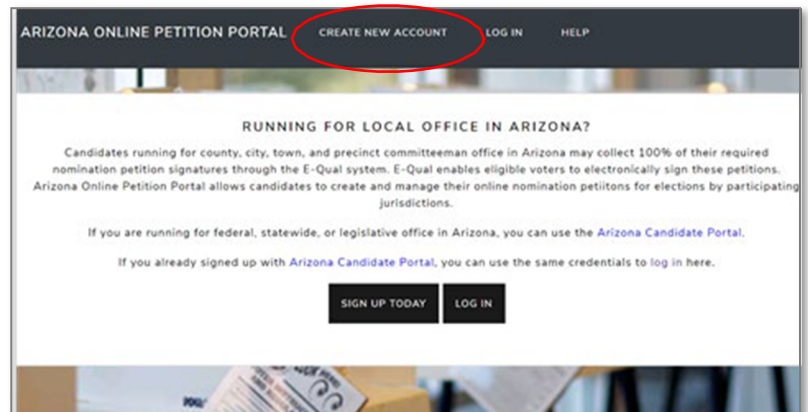 ARIZONA ONLINE PETITION PORTAL CREATE NEW ACCOUNT LOG IN HELP
RUNNING FOR LOCAL OFFICE IN ARIZONA?
Candidates running for county, city, town, and precinct committeeman office in Arizona may collect 100% of their required
nomination petition signatures through the E-Qual system. E-Qual enables eligible voters to electronically sign these petitions.
Arizona Online Petition Portal allows candidates to create and manage their online nomination petiitons for elections by participating
jurisdictions.
If you are running for federal, statewide, or legislative office in Arizona, you can use the Arizona Candidate Portal.
If you already signed up with Arizona Candidate Portal, you can use the same credentials to log in here.
SIGN UP TODAY LOG IN